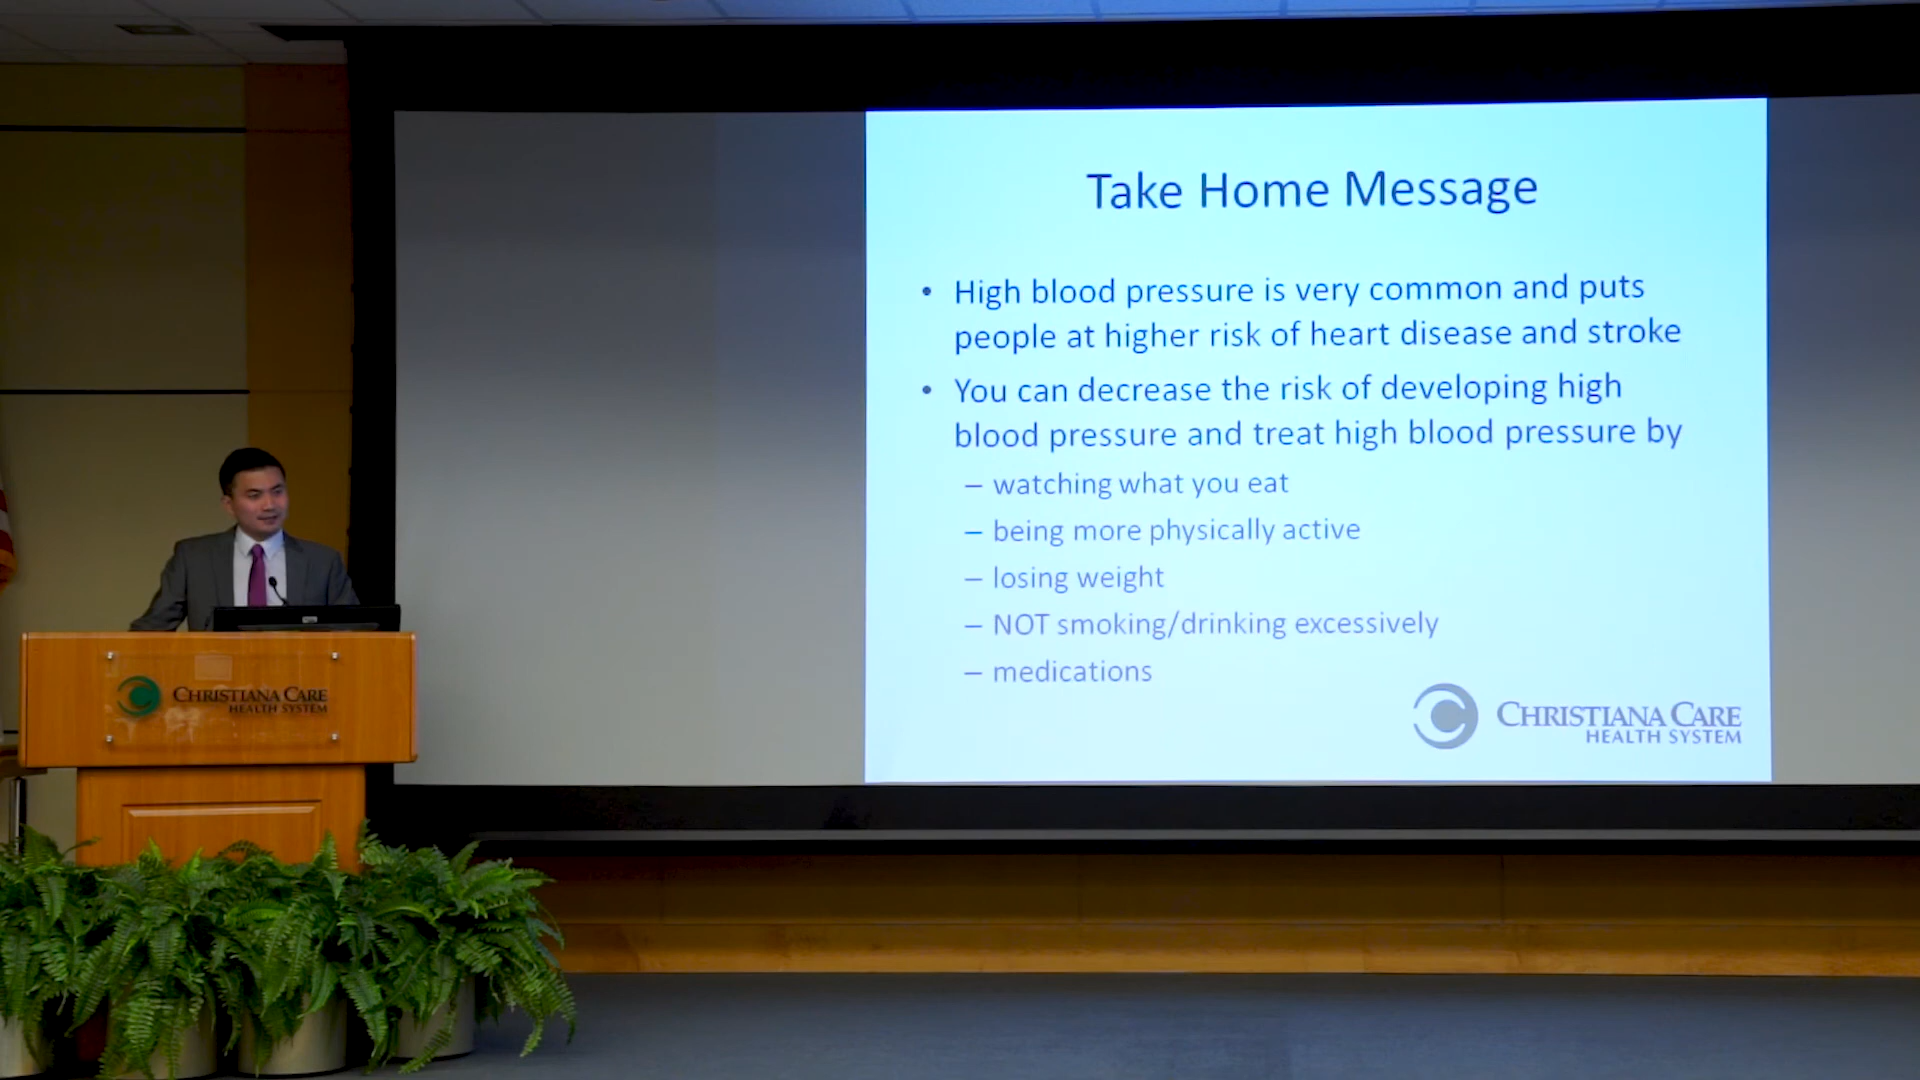 Take Home Message
• High blood pressure is very common and puts
people at higher risk of heart disease and stroke
• You can decrease the risk of developing high
blood pressure and treat high blood pressure by
– watching what you eat
– being more physically active
– losing weight
– NOT smoking/drinking excessively
– medications
CHRISTIANA CARE
HEALTH SYSTEM
CHRISTIANA CARE
HEALTH SYSTEM